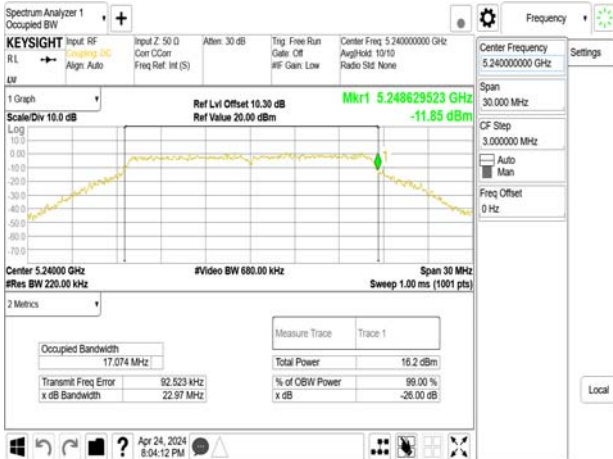 Spectrum Analyzer 1
Occupied BW
Frequency
KEYSIGHT
RL
Input: RF
Coupling: DC
Align: Auto
Input Z: 50 Ω
Corr CCorr
Freq Ref: Int (S)
Atten: 30 dB
Trig: Free Run
Gate: Off
#IF Gain: Low
Center Freq: 5.240000000 GHz
Avg|Hold: 10/10
Radio Std: None
Center Frequency
5.240000000 GHz
Settings
Span
30.000 MHz
CF Step
3.000000 MHz
Auto
Man
Freq Offset
0 Hz
Local
1 Graph
Scale/Div 10.0 dB
Ref Lvl Offset 10.30 dB
Ref Value 20.00 dBm
Mkr1 5.248629523 GHz
-11.85 dBm
Log
10.0
0.00
-10.0
-20.0
-30.0
-40.0
-50.0
-60.0
-70.0
1
Center 5.24000 GHz
#Res BW 220.00 kHz
#Video BW 680.00 kHz
Span 30 MHz
Sweep 1.00 ms (1001 pts)
2 Metrics
Measure Trace
Trace 1
Occupied Bandwidth
17.074 MHz
Total Power
16.2 dBm
Transmit Freq Error
92.523 kHz
% of OBW Power
99.00 %
x dB Bandwidth
22.97 MHz
x dB
-26.00 dB
Apr 24, 2024
8:04:12 PM